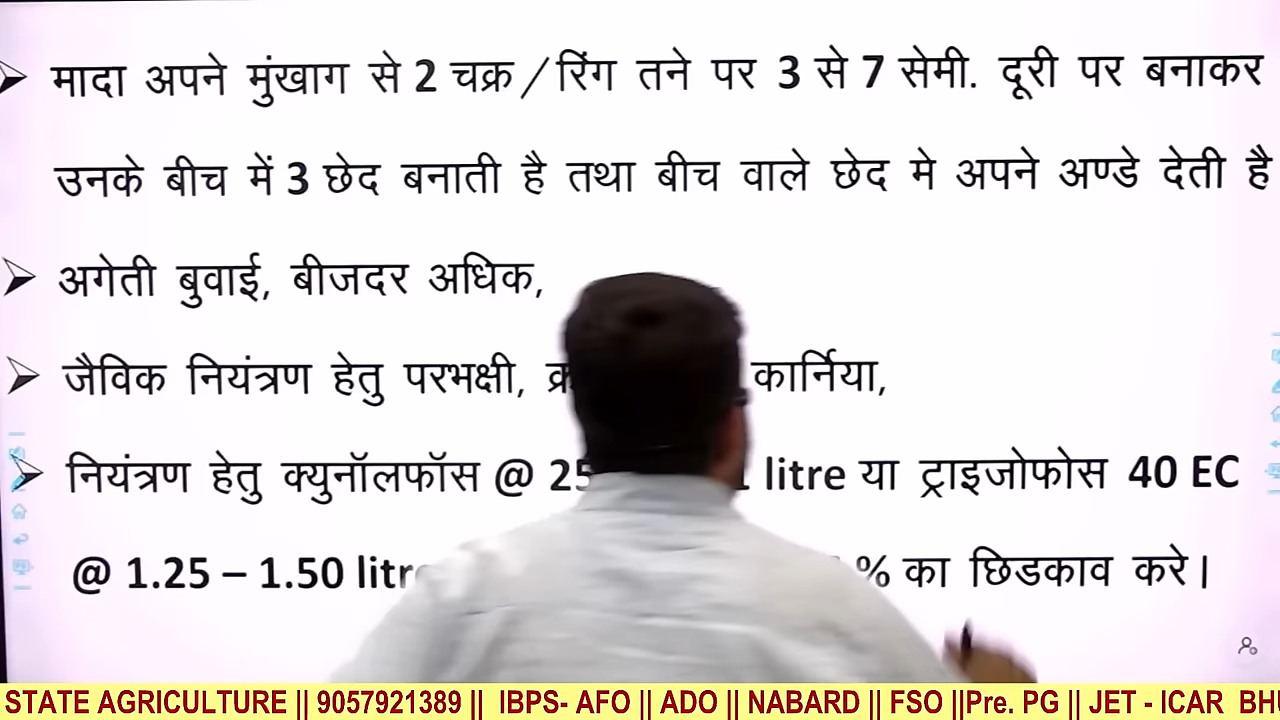 मादा अपने मुंखाग से 2 चक्र / रिंग तने पर 3 से 7 सेमी. दूरी पर बनाकर
उनके बीच में 3 छेद बनाती है तथा बीच वाले छेद मे अपने अण्डे देती है
अगेती बुवाई, बीजदर अधिक,
जैविक नियंत्रण हेतु परभक्षी, कार्निया,
नियंत्रण हेतु क्युनॉलफॉस @ 25 litre या ट्राइजोफोस 40 EC
@ 1.25 – 1.50 % का छिडकाव करे।
STATE AGRICULTURE || 9057921389 || IBPS- AFO || ADO || NABARD || FSO ||Pre. PG || JET - ICAR